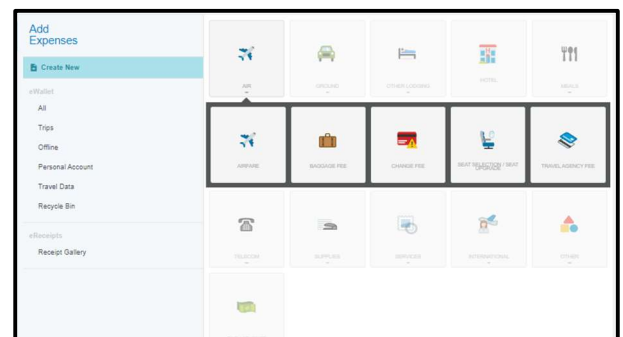 Add
Expenses
Create New
eWallet
All
Trips
Offline
Personal Account
Travel Data
Recycle Bin
eReceipts
Receipt Gallery
AIR
GROUND
OTHER LODGING
HOTEL
MEALS
AIRFARE
BAGGAGE FEE
CHANGE FEE
SEAT SELECTION / SEAT
UPGRADE
TRAVEL AGENCY FEE
TELECOM
SUPPLIES
SERVICES
INTERNATIONAL
OTHER